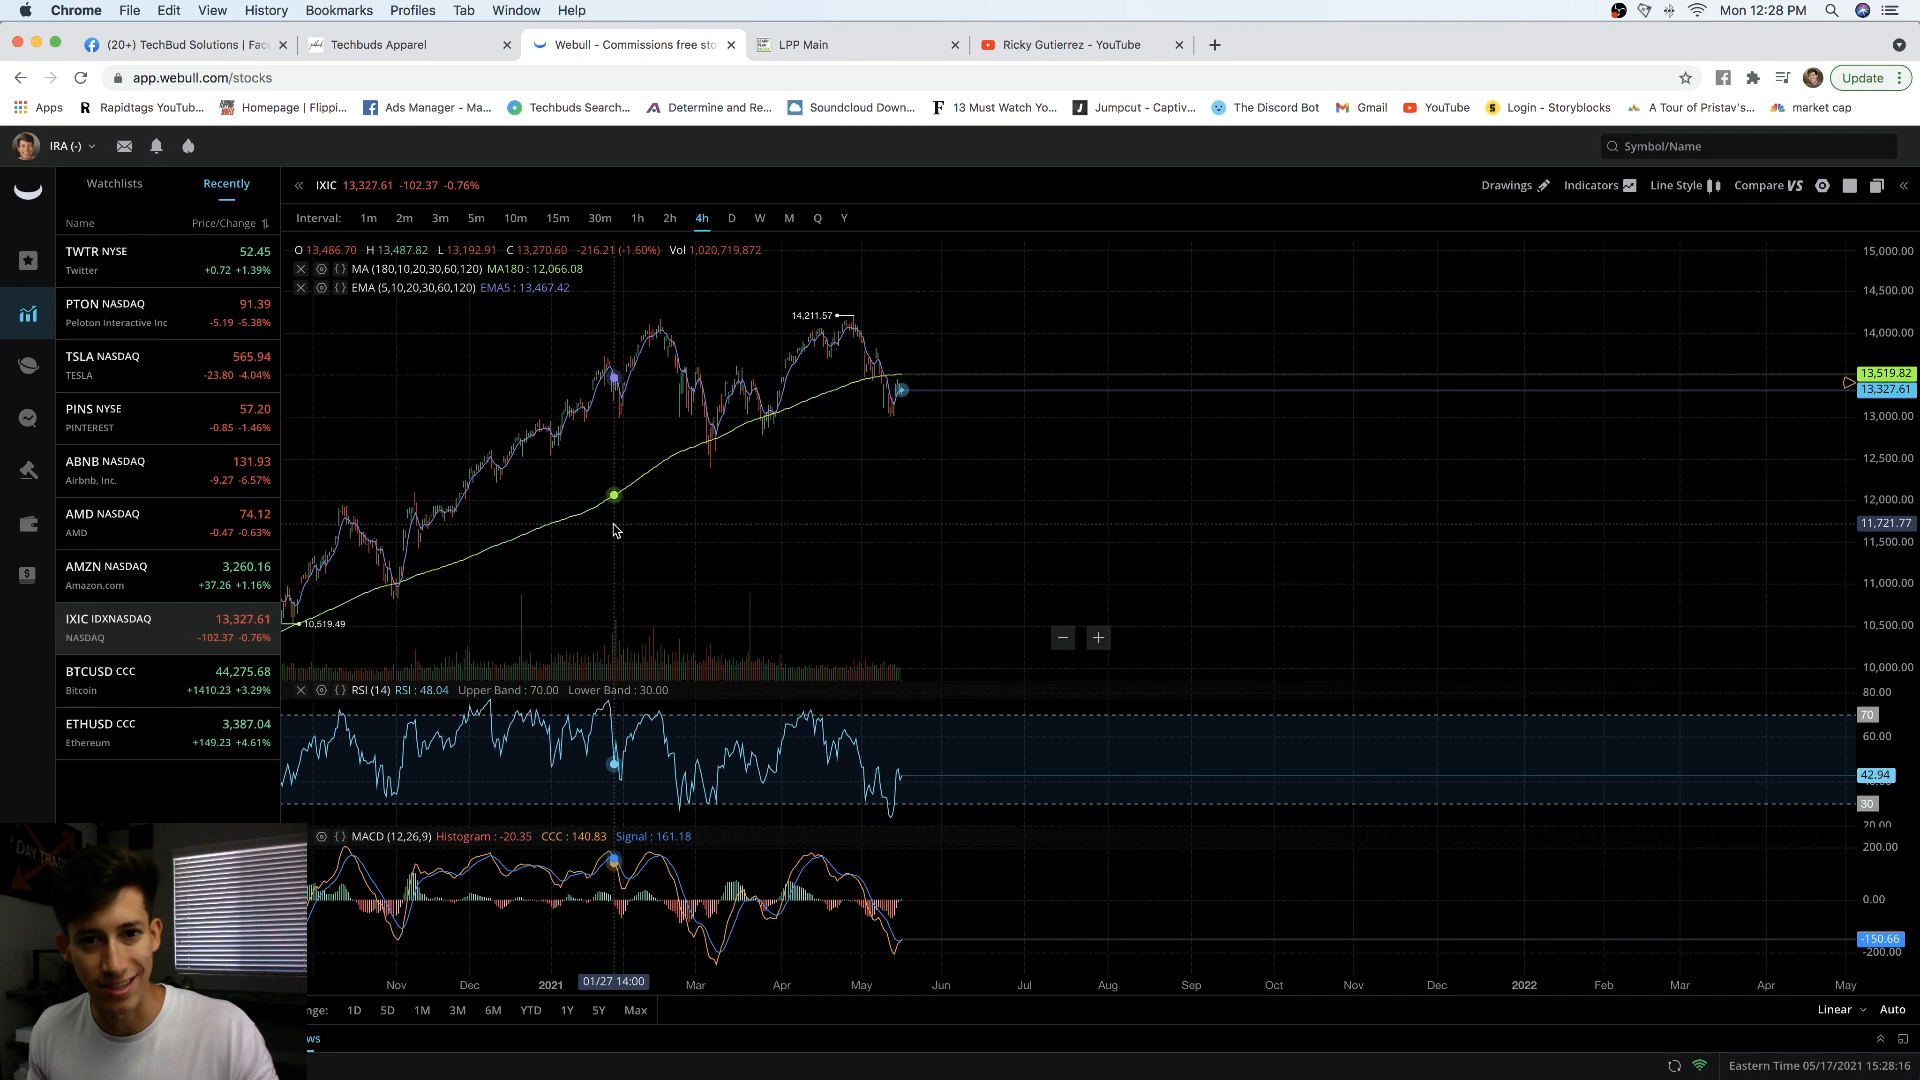 Chrome File Edit View History Bookmarks Profiles Tab Window Help Mon 12:28 PM
(20+) TechBud Solutions | Fac Techbuds Apparel Webull - Commissions free sto LPP Main Ricky Gutierrez - YouTube
app.webull.com/stocks Update
Apps Rapidtags YouTub... Homepage | Flippi... Ads Manager - Ma... Techbuds Search... Determine and Re... Soundcloud Down... 13 Must Watch Yo... Jumpcut - Captiv... The Discord Bot Gmail YouTube Login - Storyblocks A Tour of Pristav's... market cap
IRA (-) Symbol/Name
Watchlists Recently IXIC 13,327.61 -102.37 -0.76% Drawings Indicators Line Style Compare VS
Interval: 1m 2m 3m 5m 10m 15m 30m 1h 2h 4h D W M Q Y
Name Price/Change
O 13,486.70 H 13,487.82 L 13,192.91 C 13,270.60 -216.21 (-1.60%) Vol 1,020,719,872
MA (180,10,20,30,60,120) MA180 : 12,066.08
EMA (5,10,20,30,60,120) EMA5 : 13,467.42
TWTR NYSE 52.45
Twitter +0.72 +1.39%
PTON NASDAQ 91.39
Peloton Interactive Inc -5.19 -5.38%
TSLA NASDAQ 565.94
TESLA -23.80 -4.04%
PINS NYSE 57.20
PINTEREST -0.85 -1.46%
ABNB NASDAQ 131.93
Airbnb, Inc. -9.27 -6.57%
AMD NASDAQ 74.12
AMD -0.47 -0.63%
AMZN NASDAQ 3,260.16
Amazon.com +37.26 +1.16%
IXIC IDXNASDAQ 13,327.61
NASDAQ -102.37 -0.76%
BTCUSD CCC 44,275.68
Bitcoin +1410.23 +3.29%
ETHUSD CCC 3,387.04
Ethereum +149.23 +4.61%
14,211.57
10,519.49
15,000.00
14,500.00
14,000.00
13,519.82
13,327.61
13,000.00
12,500.00
12,000.00
11,721.77
11,500.00
11,000.00
10,500.00
10,000.00
RSI (14) RSI : 48.04 Upper Band : 70.00 Lower Band : 30.00
80.00
70
60.00
42.94
30
20.00
MACD (12,26,9) Histogram : -20.35 CCC : 140.83 Signal : 161.18
200.00
0.00
-150.66
-200.00
DAY TRAD
Nov Dec 2021 01/27 14:00 Mar Apr May Jun Jul Aug Sep Oct Nov Dec 2022 Feb Mar Apr May
nge: 1D 5D 1M 3M 6M YTD 1Y 5Y Max Linear Auto
ws
Eastern Time 05/17/2021 15:28:16